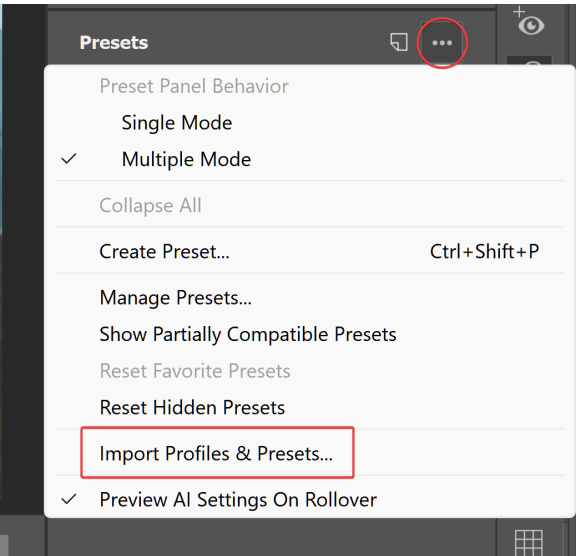 Presets
Preset Panel Behavior
Single Mode
Multiple Mode
Collapse All
Create Preset... Ctrl+Shift+P
Manage Presets...
Show Partially Compatible Presets
Reset Favorite Presets
Reset Hidden Presets
Import Profiles & Presets...
Preview AI Settings On Rollover